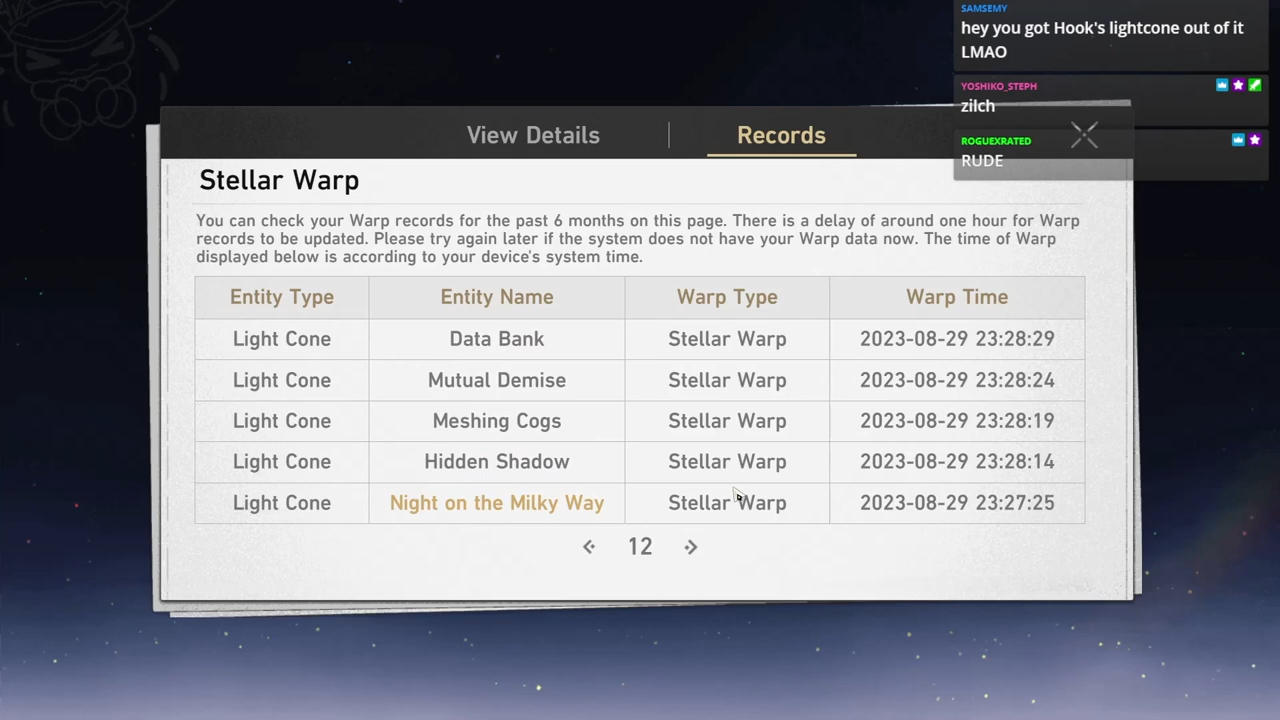 SAMSEMY
hey you got Hook's lightcone out of it
LMAO
YOSHIKO_STEPH
zilch
ROGUEXRATED
RUDE
View Details
Records
Stellar Warp
You can check your Warp records for the past 6 months on this page. There is a delay of around one hour for Warp
records to be updated. Please try again later if the system does not have your Warp data now. The time of Warp
displayed below is according to your device's system time.
Entity Type Entity Name Warp Type Warp Time
Light Cone Data Bank Stellar Warp 2023-08-29 23:28:29
Light Cone Mutual Demise Stellar Warp 2023-08-29 23:28:24
Light Cone Meshing Cogs Stellar Warp 2023-08-29 23:28:19
Light Cone Hidden Shadow Stellar Warp 2023-08-29 23:28:14
Light Cone Night on the Milky Way Stellar Warp 2023-08-29 23:27:25
12